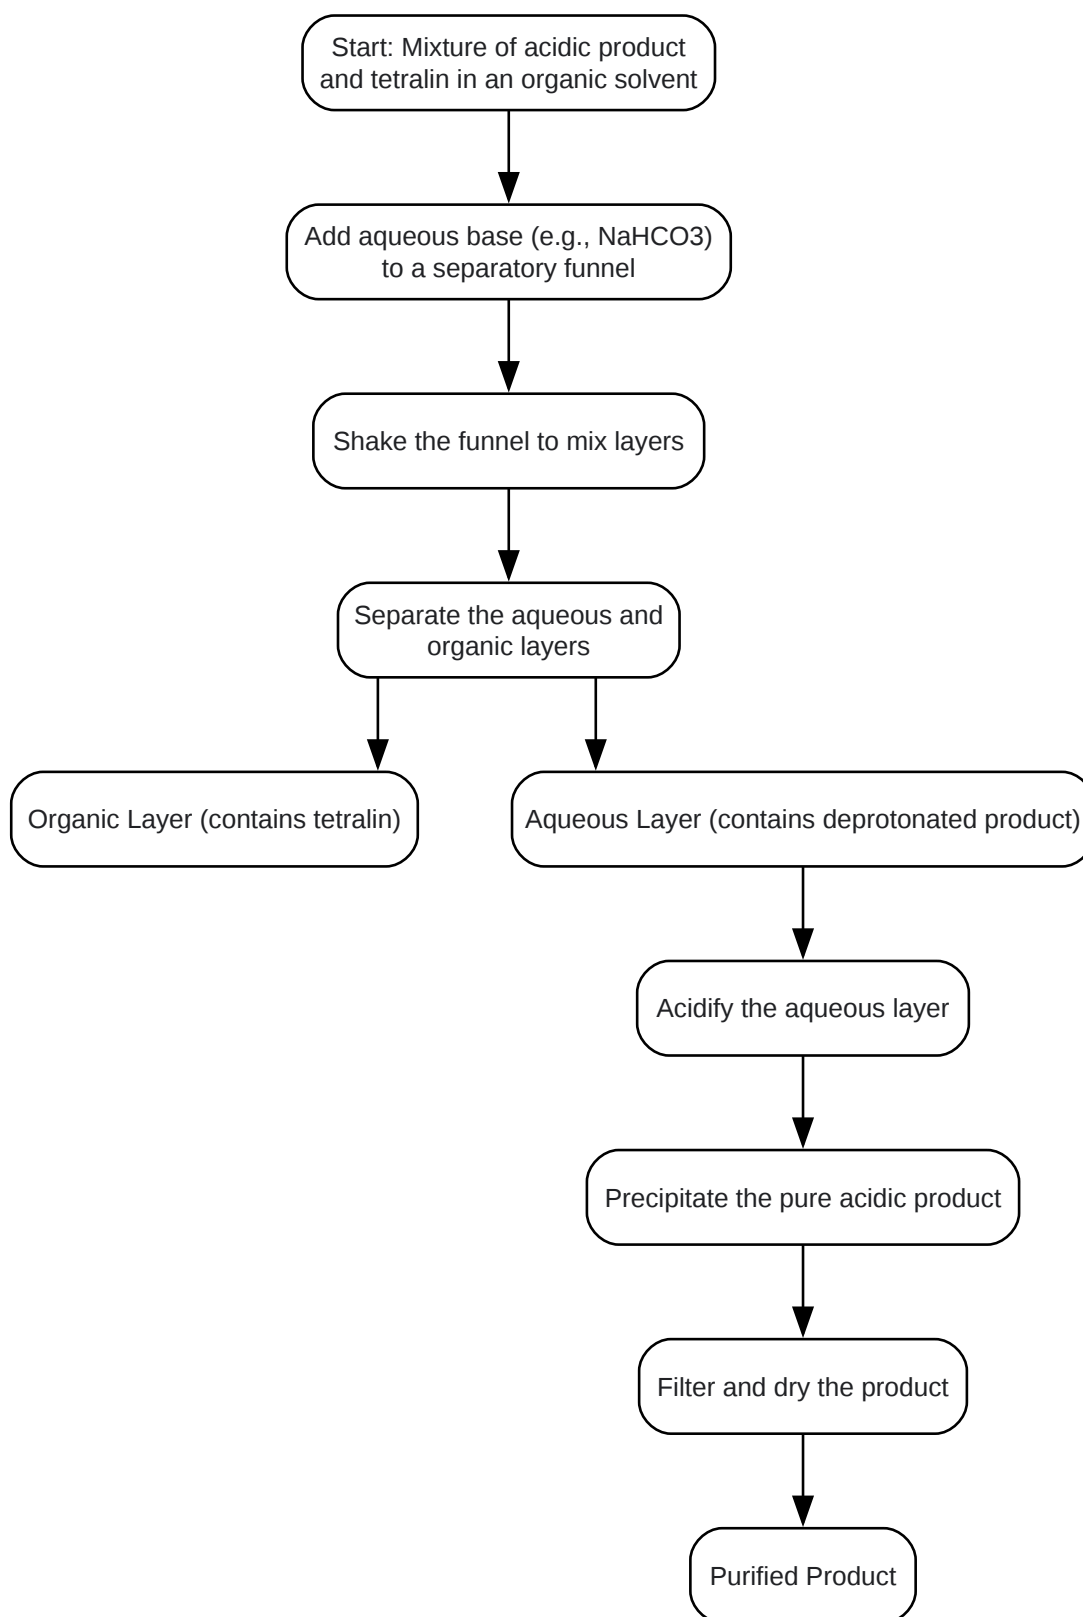 Start: Mixture of acidic product
and tetralin in an organic solvent
Add aqueous base (e.g., NaHCO3)
to a separatory funnel
Shake the funnel to mix layers
Separate the aqueous and
organic layers
Organic Layer (contains tetralin)
Aqueous Layer (contains deprotonated product)
Acidify the aqueous layer
Precipitate the pure acidic product
Filter and dry the product
Purified Product